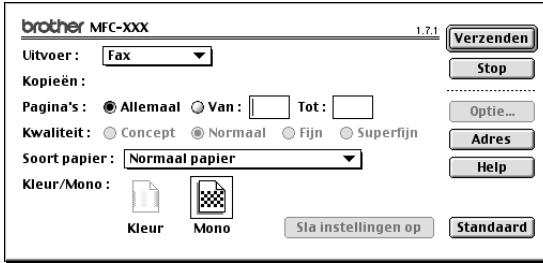 brother MFC-XXX 1.7.1
Verzenden
Uitvoer : Fax
Stop
Kopieën :
Pagina's : Allemaal Van : Tot :
Optie...
Kwaliteit : Concept Normaal Fijn Superfijn
Adres
Soort papier : Normaal papier
Help
Kleur/Mono :
Kleur Mono
Sla instellingen op
Standaard